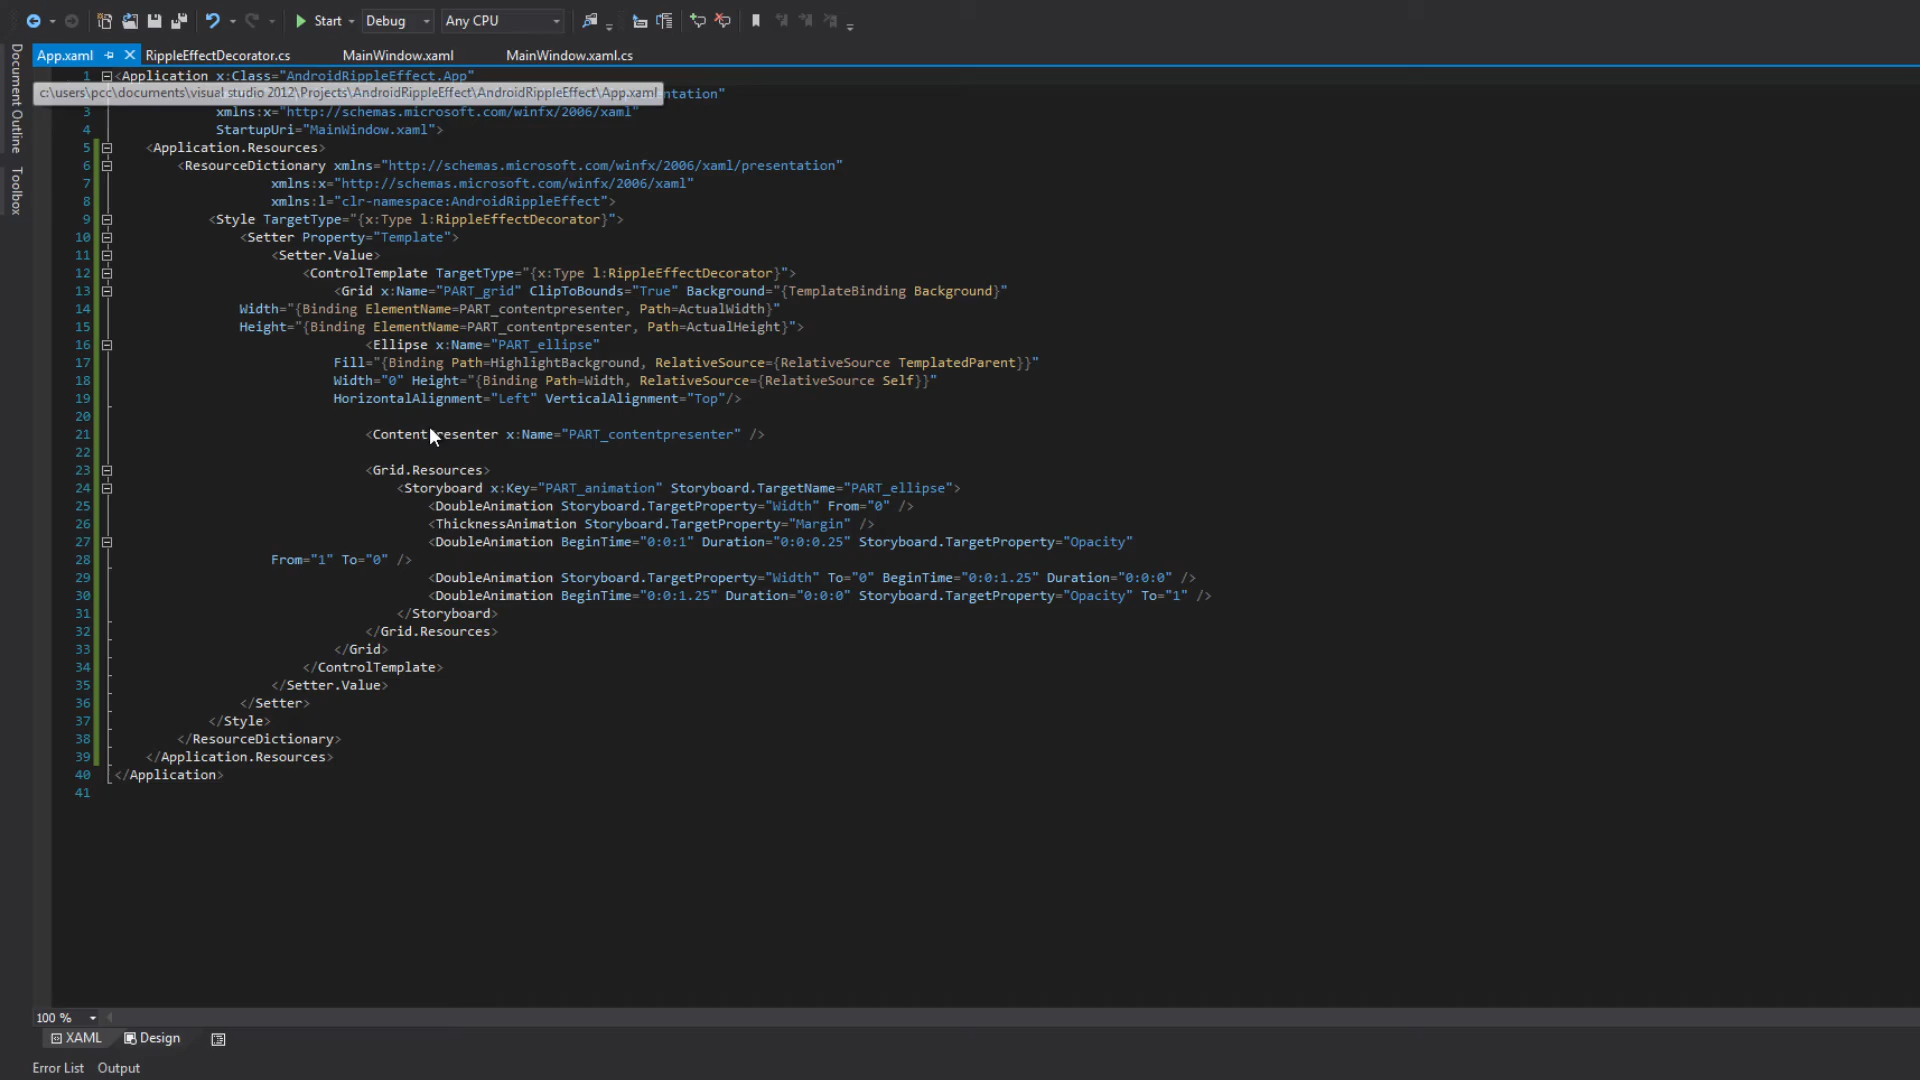 Start Debug Any CPU
Document Outline
Toolbox
App.xaml RippleEffectDecorator.cs MainWindow.xaml MainWindow.xaml.cs
1 <Application x:Class="AndroidRippleEffect.App"
c:\users\pcc\documents\visual studio 2012\Projects\AndroidRippleEffect\AndroidRippleEffect\App.xaml ntation"
3 xmlns:x="http://schemas.microsoft.com/winfx/2006/xaml"
4 StartupUri="MainWindow.xaml">
5 <Application.Resources>
6 <ResourceDictionary xmlns="http://schemas.microsoft.com/winfx/2006/xaml/presentation"
7 xmlns:x="http://schemas.microsoft.com/winfx/2006/xaml"
8 xmlns:l="clr-namespace:AndroidRippleEffect">
9 <Style TargetType="{x:Type l:RippleEffectDecorator}">
10 <Setter Property="Template">
11 <Setter.Value>
12 <ControlTemplate TargetType="{x:Type l:RippleEffectDecorator}">
13 <Grid x:Name="PART_grid" ClipToBounds="True" Background="{TemplateBinding Background}"
14 Width="{Binding ElementName=PART_contentpresenter, Path=ActualWidth}"
15 Height="{Binding ElementName=PART_contentpresenter, Path=ActualHeight}">
16 <Ellipse x:Name="PART_ellipse"
17 Fill="{Binding Path=HighlightBackground, RelativeSource={RelativeSource TemplatedParent}}"
18 Width="0" Height="{Binding Path=Width, RelativeSource={RelativeSource Self}}"
19 HorizontalAlignment="Left" VerticalAlignment="Top"/>
20
21 <ContentPresenter x:Name="PART_contentpresenter" />
22
23 <Grid.Resources>
24 <Storyboard x:Key="PART_animation" Storyboard.TargetName="PART_ellipse">
25 <DoubleAnimation Storyboard.TargetProperty="Width" From="0" />
26 <ThicknessAnimation Storyboard.TargetProperty="Margin" />
27 <DoubleAnimation BeginTime="0:0:1" Duration="0:0:0.25" Storyboard.TargetProperty="Opacity"
28 From="1" To="0" />
29 <DoubleAnimation Storyboard.TargetProperty="Width" To="0" BeginTime="0:0:1.25" Duration="0:0:0" />
30 <DoubleAnimation BeginTime="0:0:1.25" Duration="0:0:0" Storyboard.TargetProperty="Opacity" To="1" />
31 </Storyboard>
32 </Grid.Resources>
33 </Grid>
34 </ControlTemplate>
35 </Setter.Value>
36 </Setter>
37 </Style>
38 </ResourceDictionary>
39 </Application.Resources>
40 </Application>
41
100 %
XAML Design
Error List Output